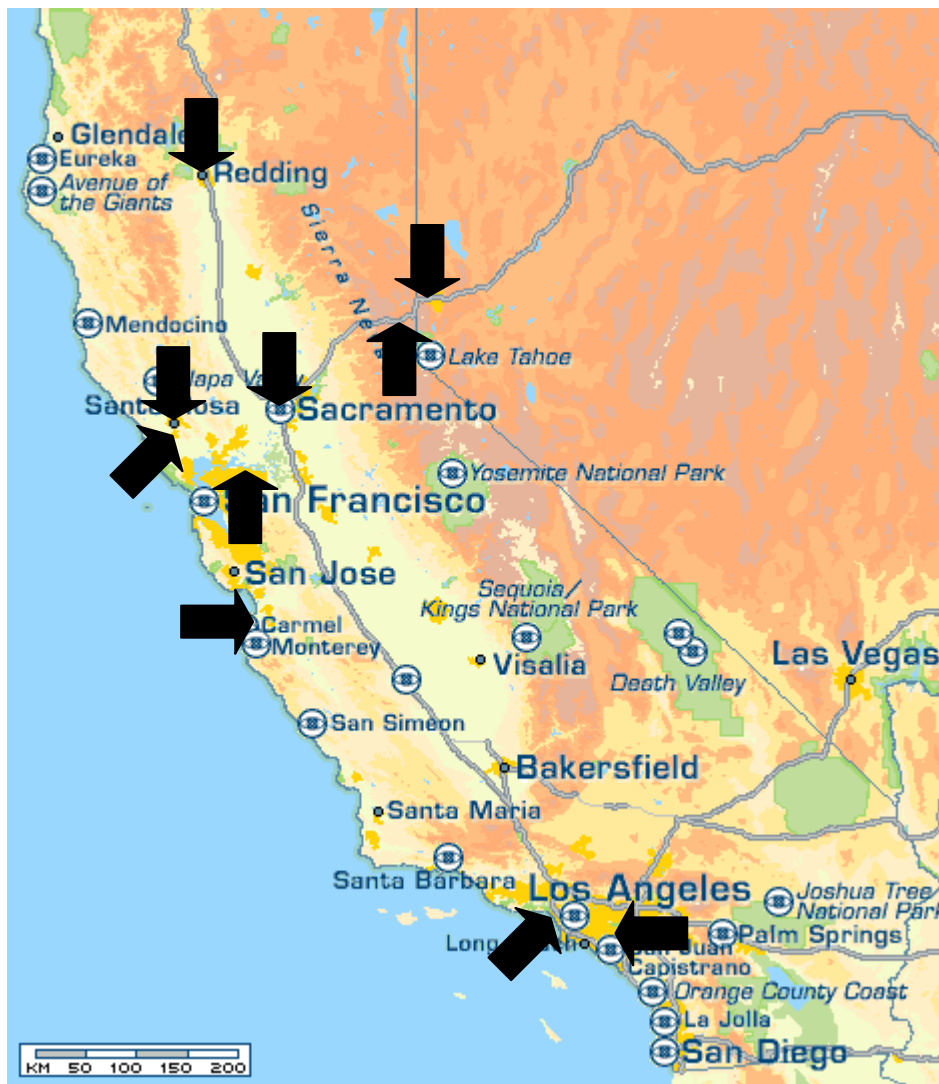 Glendale
Eureka
Avenue of
the Giants
Redding
Sierra Ne
Mendocino
Lake Tahoe
Napa Valley
Santa Rosa
Sacramento
Yosemite National Park
San Francisco
San Jose
Sequoia/
Kings National Park
Carmel
Monterey
Visalia
Las Vegas
Death Valley
San Simeon
Bakersfield
Santa Maria
Santa Barbara
Los Angeles
Joshua Tree/
National Park
Palm Springs
Long Beach
San Juan
Capistrano
Orange County Coast
La Jolla
San Diego
KM 50 100 150 200